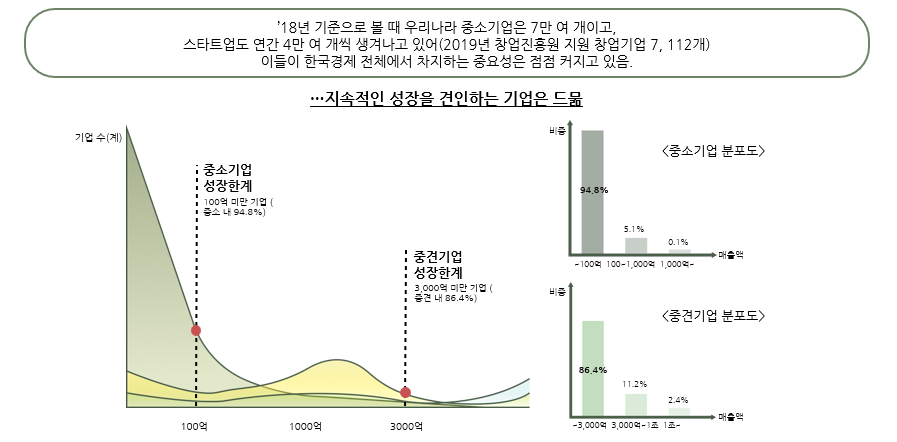 ’18년 기준으로 볼 때 우리나라 중소기업은 7만 여 개이고,
스타트업도 연간 4만 여 개씩 생겨나고 있어(2019년 창업진흥원 지원 창업기업 7, 112개)
이들이 한국경제 전체에서 차지하는 중요성은 점점 커지고 있음.
…지속적인 성장을 견인하는 기업은 드묾
기업 수(계)
중소기업
성장한계
100억 미만 기업 (
중소 내 94.8%)
중견기업
성장한계
3,000억 미만 기업 (
중견 내 86.4%)
100억
1000억
3000억
비중
<중소기업 분포도>
94,8%
5.1%
0.1%
~100억 100~1,000억 1,000억~
매출액
비중
<중견기업 분포도>
86,4%
11.2%
2.4%
~3,000억 3,000억~1조 1조~
매출액